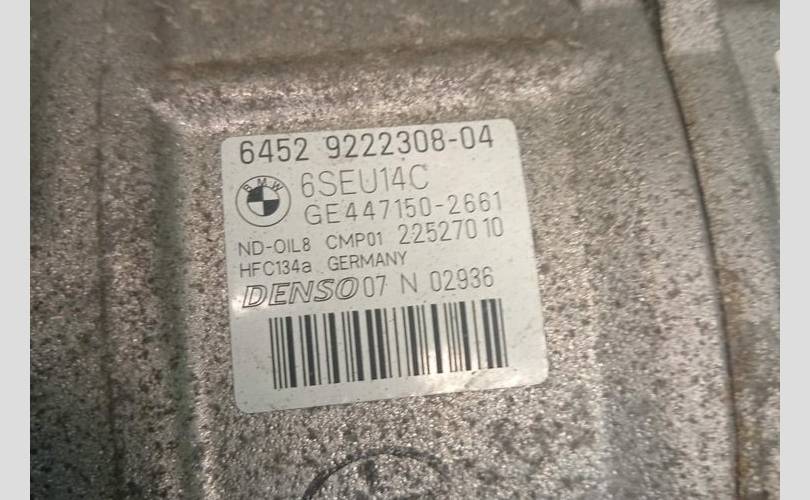 6452 9222308-04
BMW
6SEU14C
GE447150-2661
ND-OIL8 CMP01 22527010
HFC134a GERMANY
DENSO 07 N 02936